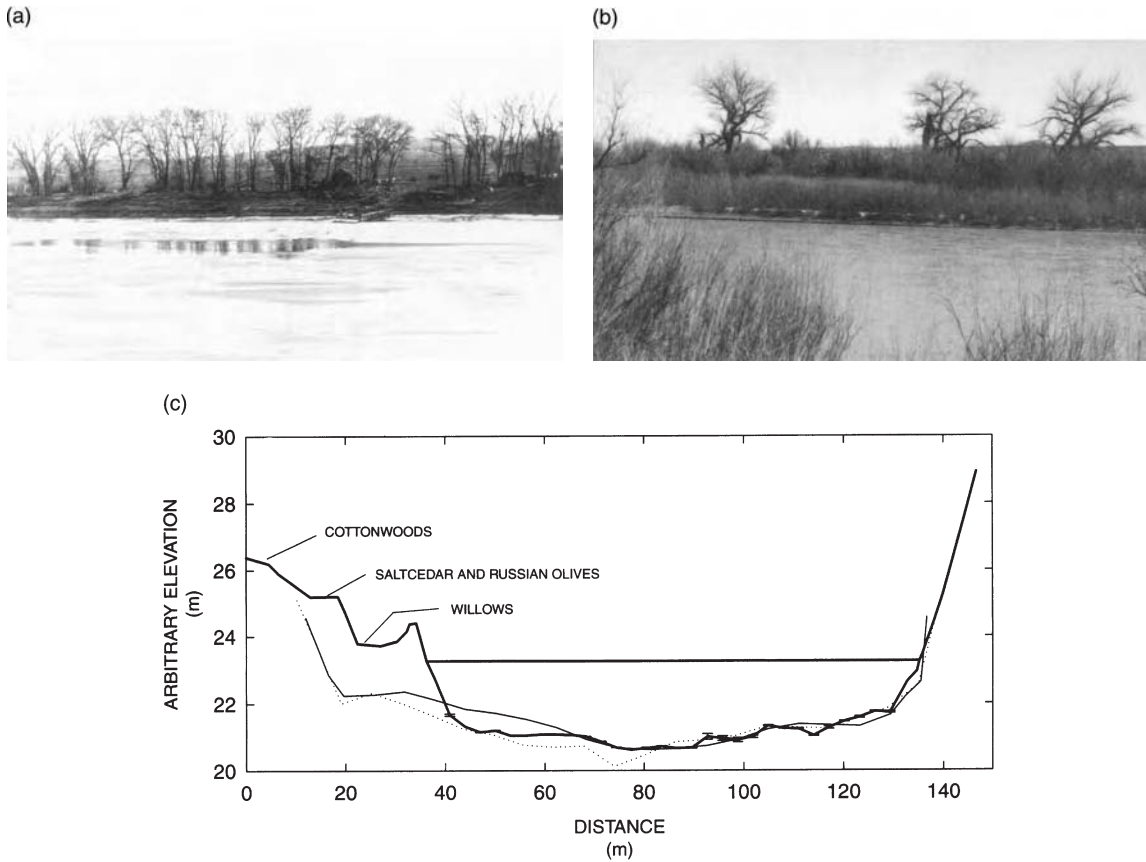 (a)
(b)
(c)
30
28
26
24
22
20
ARBITRARY ELEVATION
(m)
COTTONWOODS
SALTCEDAR AND RUSSIAN OLIVES
WILLOWS
0 20 40 60 80 100 120 140
DISTANCE
(m)